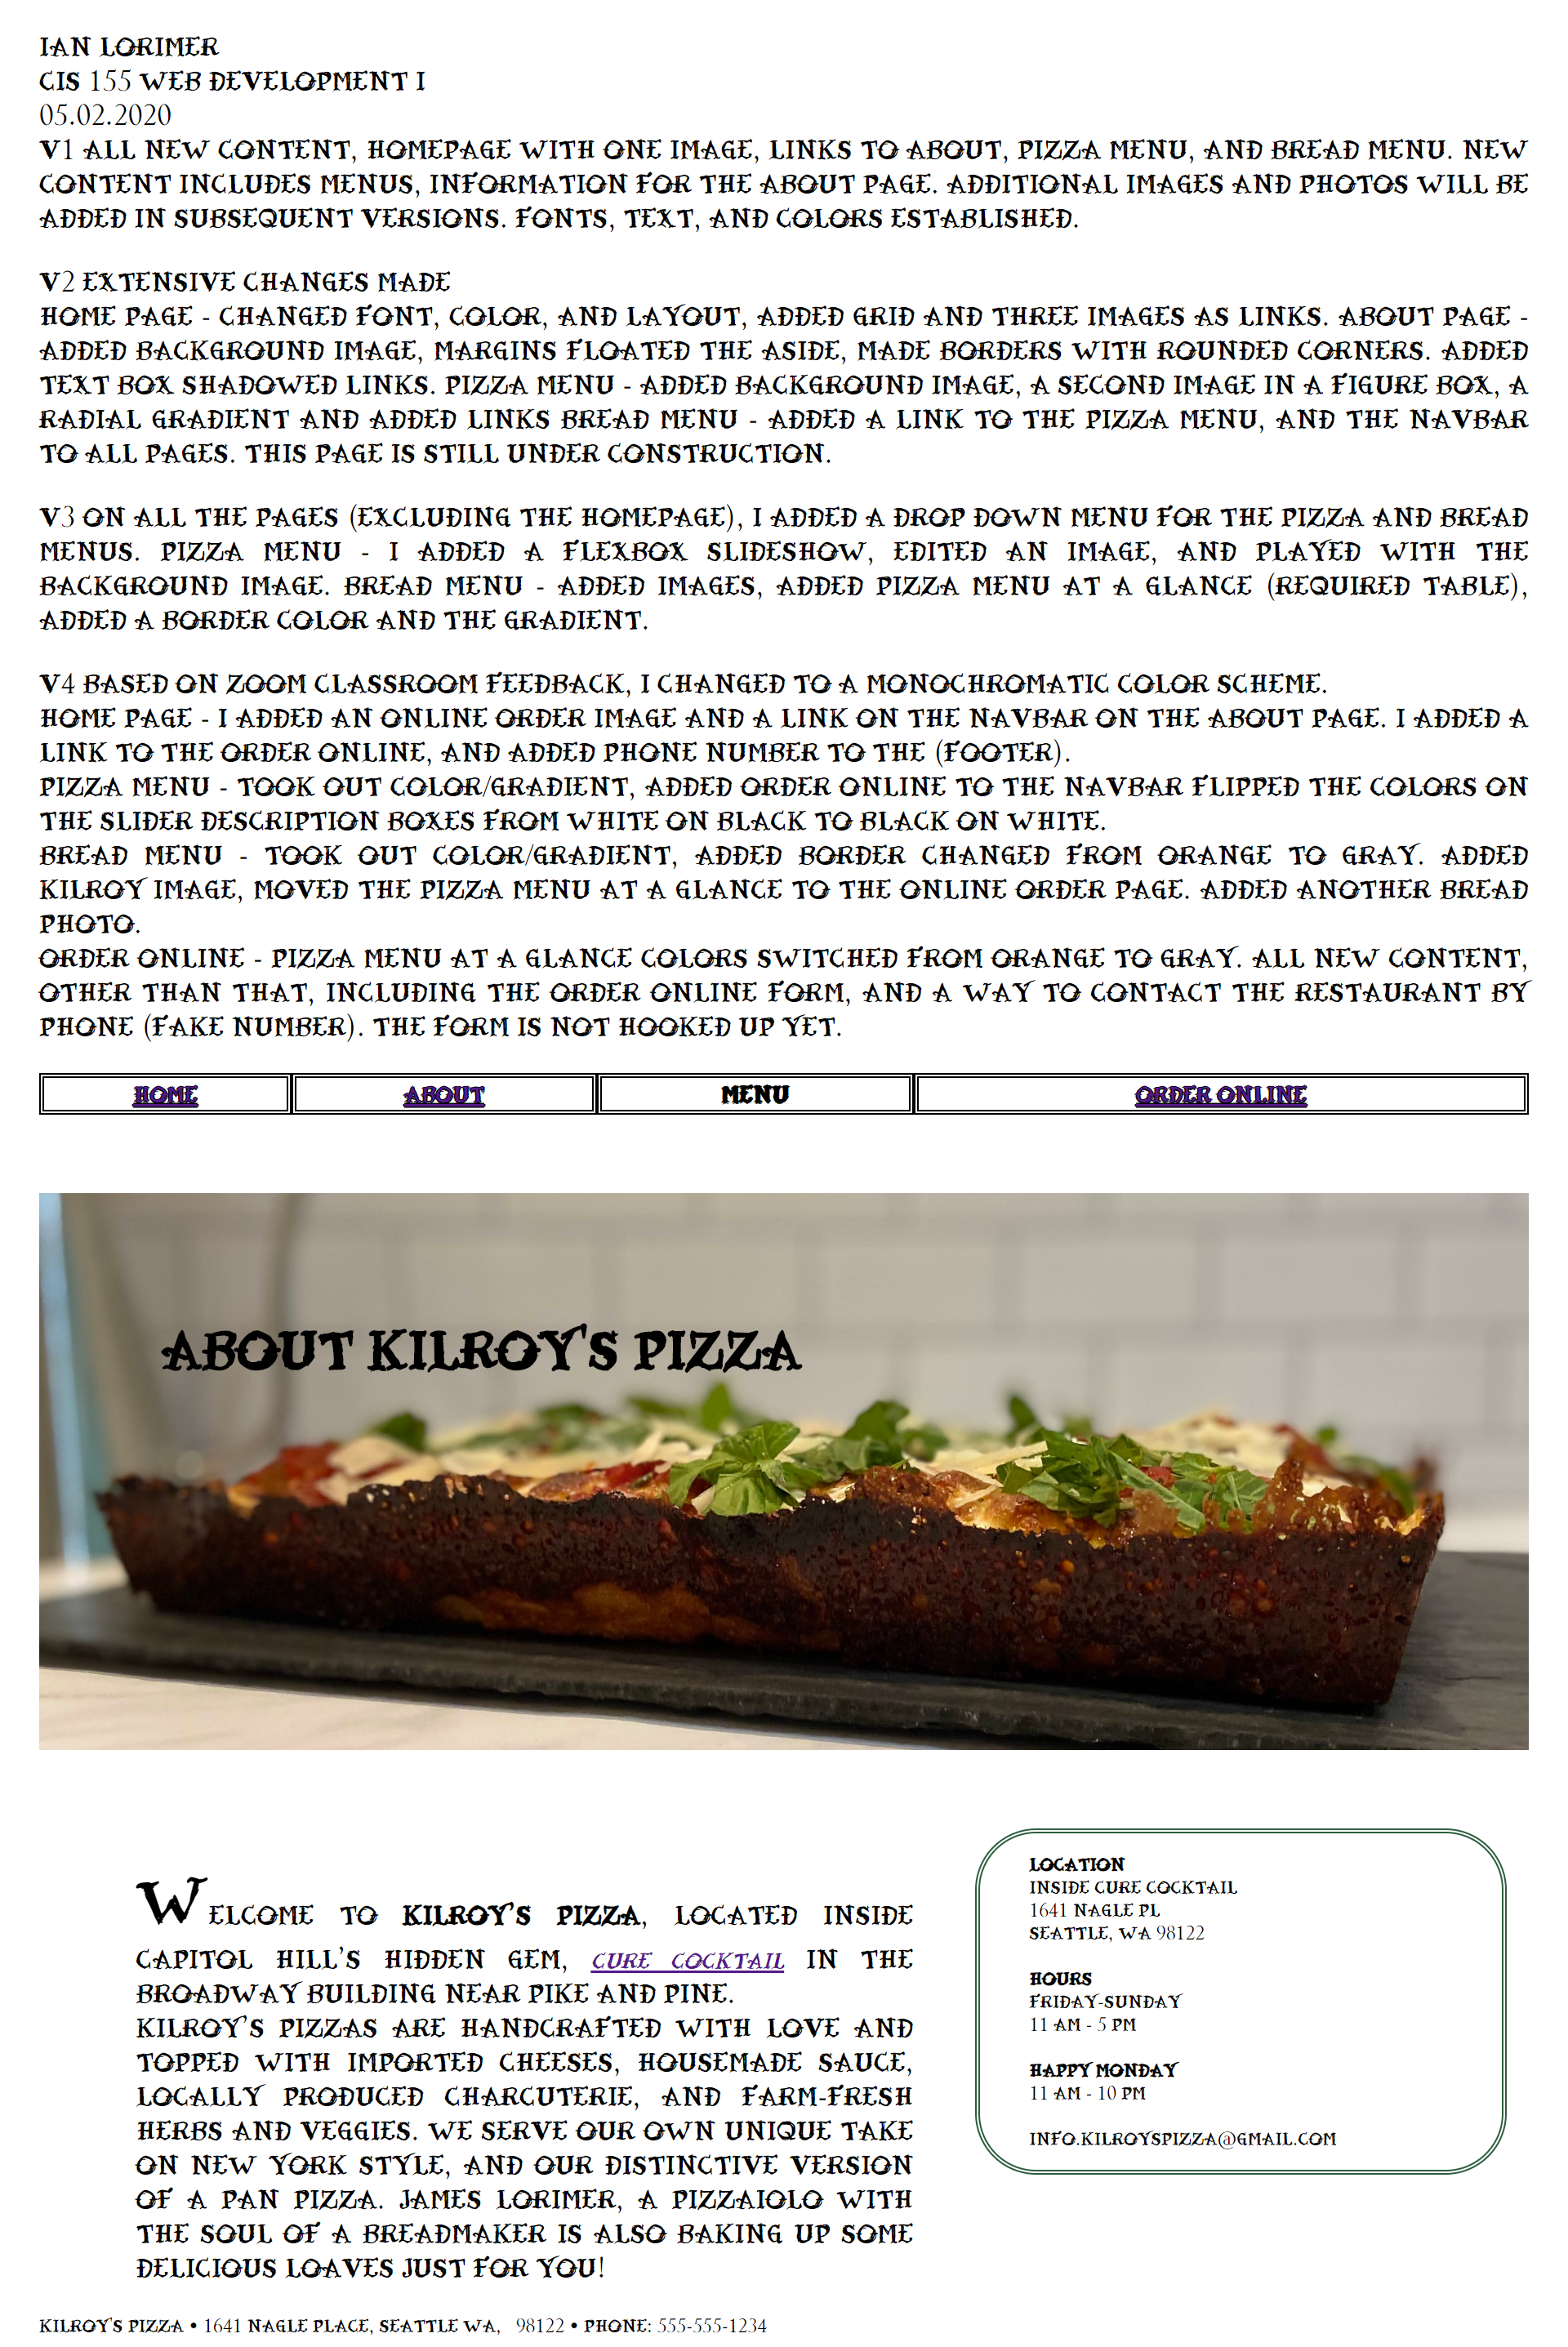 IAN LORIMER
CIS 155 WEB DEVELOPMENT I
05.02.2020
V1 ALL NEW CONTENT, HOMEPAGE WITH ONE IMAGE, LINKS TO ABOUT, PIZZA MENU, AND BREAD MENU. NEW
CONTENT INCLUDES MENUS, INFORMATION FOR THE ABOUT PAGE. ADDITIONAL IMAGES AND PHOTOS WILL BE
ADDED IN SUBSEQUENT VERSIONS. FONTS, TEXT, AND COLORS ESTABLISHED.
V2 EXTENSIVE CHANGES MADE
HOME PAGE - CHANGED FONT, COLOR, AND LAYOUT, ADDED GRID AND THREE IMAGES AS LINKS. ABOUT PAGE -
ADDED BACKGROUND IMAGE, MARGINS FLOATED THE ASIDE, MADE BORDERS WITH ROUNDED CORNERS. ADDED
TEXT BOX SHADOWED LINKS. PIZZA MENU - ADDED BACKGROUND IMAGE, A SECOND IMAGE IN A FIGURE BOX, A
RADIAL GRADIENT AND ADDED LINKS BREAD MENU - ADDED A LINK TO THE PIZZA MENU, AND THE NAVBAR
TO ALL PAGES. THIS PAGE IS STILL UNDER CONSTRUCTION.
V3 ON ALL THE PAGES (EXCLUDING THE HOMEPAGE), I ADDED A DROP DOWN MENU FOR THE PIZZA AND BREAD
MENUS. PIZZA MENU - I ADDED A FLEXBOX SLIDESHOW, EDITED AN IMAGE, AND PLAYED WITH THE
BACKGROUND IMAGE. BREAD MENU - ADDED IMAGES, ADDED PIZZA MENU AT A GLANCE (REQUIRED TABLE),
ADDED A BORDER COLOR AND THE GRADIENT.
V4 BASED ON ZOOM CLASSROOM FEEDBACK, I CHANGED TO A MONOCHROMATIC COLOR SCHEME.
HOME PAGE - I ADDED AN ONLINE ORDER IMAGE AND A LINK ON THE NAVBAR ON THE ABOUT PAGE. I ADDED A
LINK TO THE ORDER ONLINE, AND ADDED PHONE NUMBER TO THE (FOOTER).
PIZZA MENU - TOOK OUT COLOR/GRADIENT, ADDED ORDER ONLINE TO THE NAVBAR FLIPPED THE COLORS ON
THE SLIDER DESCRIPTION BOXES FROM WHITE ON BLACK TO BLACK ON WHITE.
BREAD MENU - TOOK OUT COLOR/GRADIENT, ADDED BORDER CHANGED FROM ORANGE TO GRAY. ADDED
KILROY IMAGE, MOVED THE PIZZA MENU AT A GLANCE TO THE ONLINE ORDER PAGE. ADDED ANOTHER BREAD
PHOTO.
ORDER ONLINE - PIZZA MENU AT A GLANCE COLORS SWITCHED FROM ORANGE TO GRAY. ALL NEW CONTENT,
OTHER THAN THAT, INCLUDING THE ORDER ONLINE FORM, AND A WAY TO CONTACT THE RESTAURANT BY
PHONE (FAKE NUMBER). THE FORM IS NOT HOOKED UP YET.
HOME ABOUT MENU ORDER ONLINE
ABOUT KILROY'S PIZZA
WELCOME TO KILROY'S PIZZA, LOCATED INSIDE
CAPITOL HILL'S HIDDEN GEM, CURE COCKTAIL IN THE
BROADWAY BUILDING NEAR PIKE AND PINE.
KILROY'S PIZZAS ARE HANDCRAFTED WITH LOVE AND
TOPPED WITH IMPORTED CHEESES, HOUSEMADE SAUCE,
LOCALLY PRODUCED CHARCUTERIE, AND FARM-FRESH
HERBS AND VEGGIES. WE SERVE OUR OWN UNIQUE TAKE
ON NEW YORK STYLE, AND OUR DISTINCTIVE VERSION
OF A PAN PIZZA. JAMES LORIMER, A PIZZAIOLO WITH
THE SOUL OF A BREADMAKER IS ALSO BAKING UP SOME
DELICIOUS LOAVES JUST FOR YOU!
LOCATION
INSIDE CURE COCKTAIL
1641 NAGLE PL
SEATTLE, WA 98122
HOURS
FRIDAY-SUNDAY
11 AM - 5 PM
HAPPY MONDAY
11 AM - 10 PM
INFO.KILROYSPIZZA@GMAIL.COM
KILROY'S PIZZA • 1641 NAGLE PLACE, SEATTLE WA, 98122 • PHONE: 555-555-1234